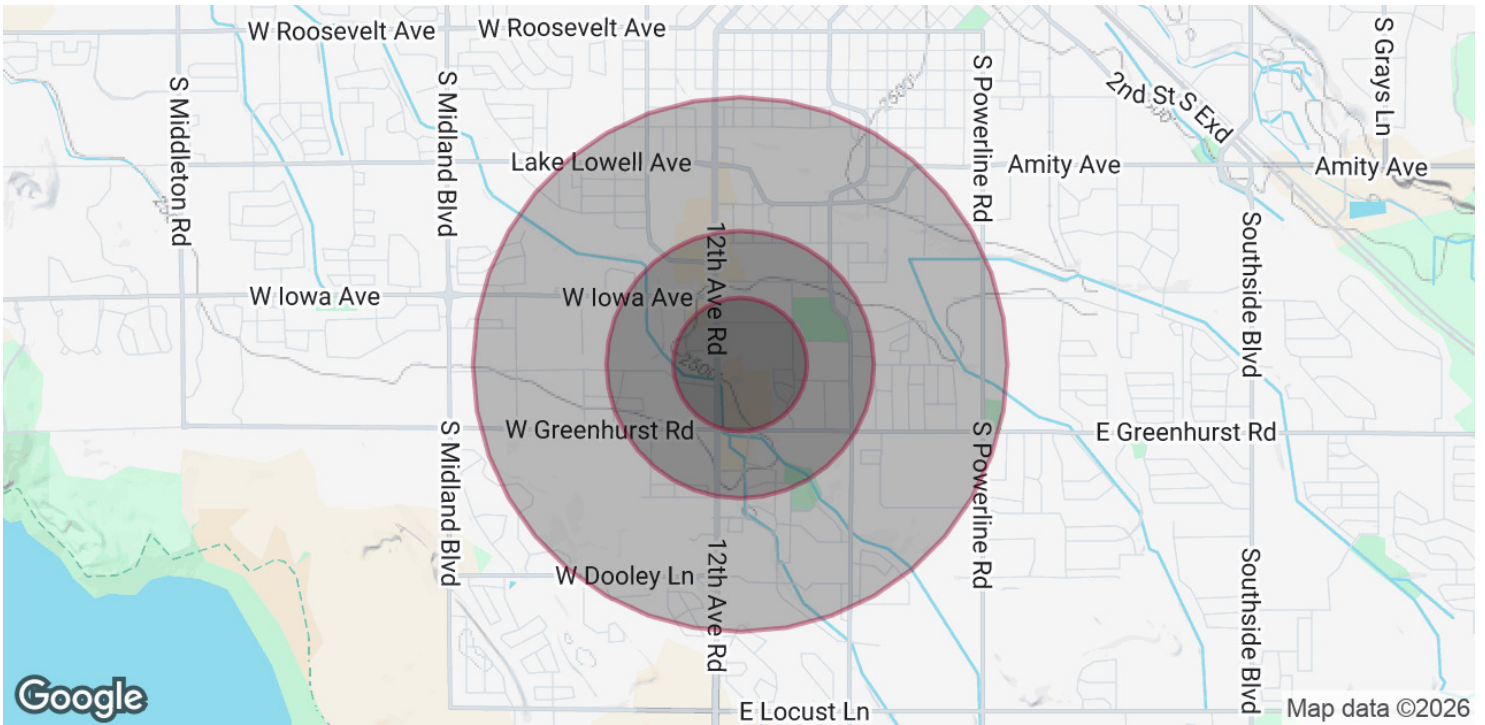 W Roosevelt Ave
W Roosevelt Ave
S Grays Ln
S Middleton Rd
S Midland Blvd
S Powerline Rd
2nd St S Exd
2500
Lake Lowell Ave
Amity Ave
Amity Ave
12th Ave Rd
Southside Blvd
W Iowa Ave
W Iowa Ave
2500
S Midland Blvd
W Greenhurst Rd
S Powerline Rd
E Greenhurst Rd
12th Ave Rd
W Dooley Ln
Southside Blvd
Google
E Locust Ln
Map data ©2026